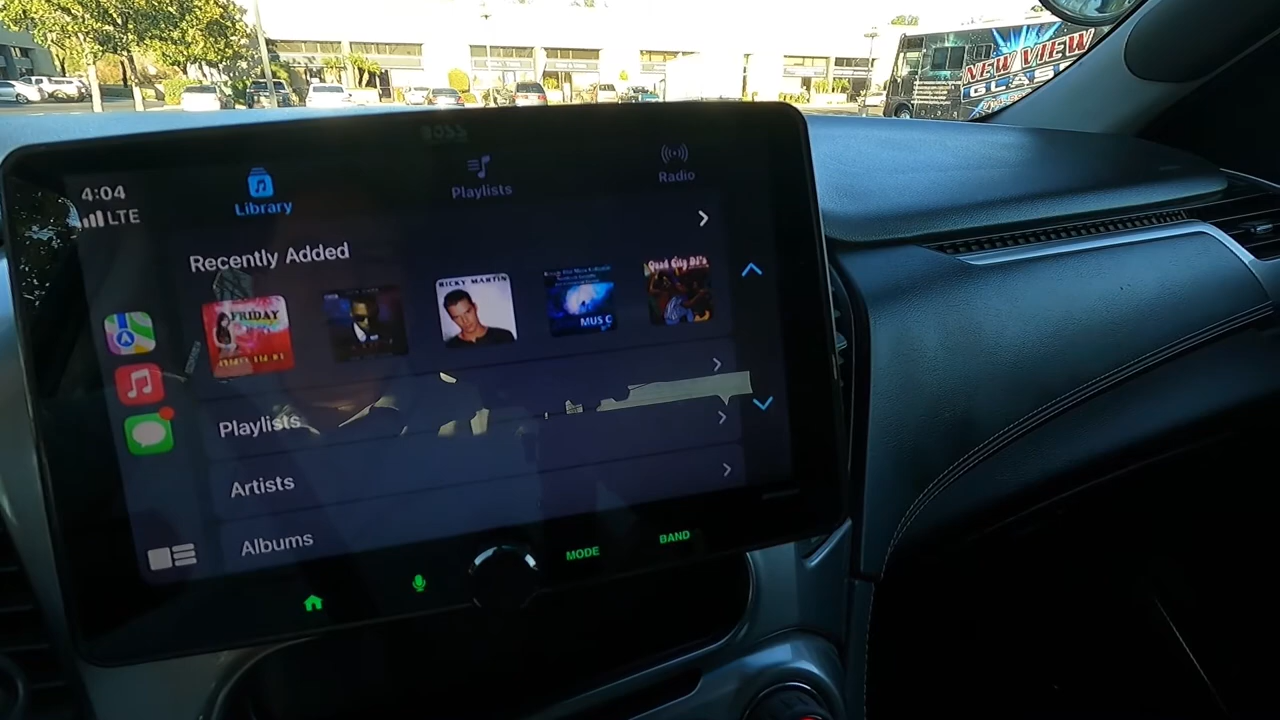 NEW VIEW
GLASS
BOSS
4:04
LTE
Library
Playlists
Radio
Recently Added
FRIDAY
RICKY MARTIN
MUS C
Quad City DJ's
Playlists
Artists
Albums
MODE
BAND